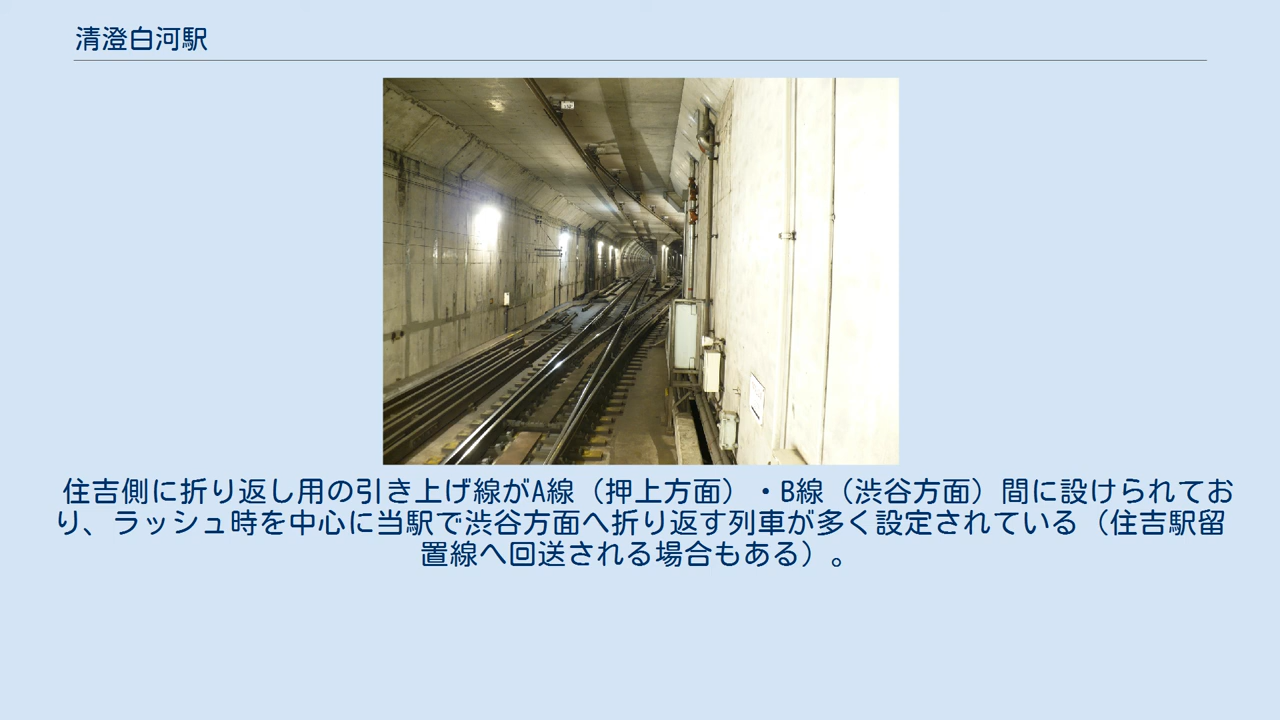 清澄白河駅
住吉側に折り返し用の引き上げ線がA線（押上方面）・B線（渋谷方面）間に設けられてお
り、ラッシュ時を中心に当駅で渋谷方面へ折り返す列車が多く設定されている（住吉駅留
置線へ回送される場合もある）。